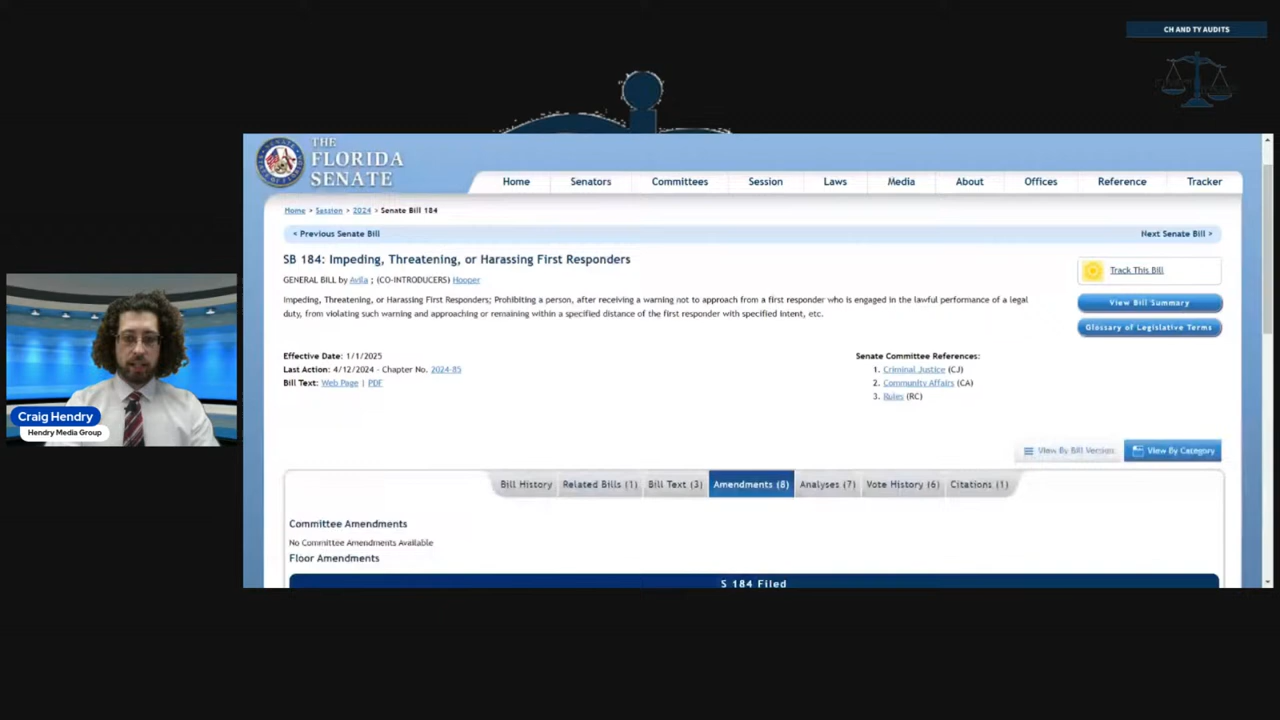 CH AND TY AUDITS
THE
FLORIDA
SENATE
Home
Senators
Committees
Session
Laws
Media
About
Offices
Reference
Tracker
Home > Session > 2024 > Senate Bill 184
< Previous Senate Bill
Next Senate Bill >
SB 184: Impeding, Threatening, or Harassing First Responders
GENERAL BILL by Avila ; (CO-INTRODUCERS) Hooper
Track This Bill
Impeding, Threatening, or Harassing First Responders; Prohibiting a person, after receiving a warning not to approach from a first responder who is engaged in the lawful performance of a legal
duty, from violating such warning and approaching or remaining within a specified distance of the first responder with specified intent, etc.
View Bill Summary
Glossary of Legislative Terms
Effective Date: 1/1/2025
Last Action: 4/12/2024 - Chapter No. 2024-85
Bill Text: Web Page | PDF
Senate Committee References:
1. Criminal Justice (CJ)
2. Community Affairs (CA)
3. Rules (RC)
Craig Hendry
Hendry Media Group
View By Bill Version
View By Category
Bill History
Related Bills (1)
Bill Text (3)
Amendments (8)
Analyses (7)
Vote History (6)
Citations (1)
Committee Amendments
No Committee Amendments Available
Floor Amendments
S 184 Filed